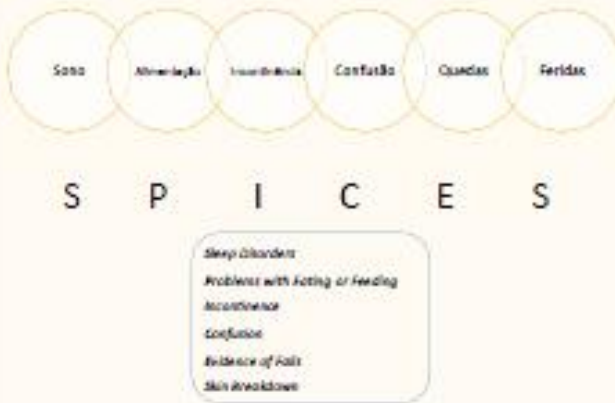 Sono Alimentação Incontinência Confusão Quedas Feridas
S P I C E S
Sleep Disorders
Problems with Eating or Feeding
Incontinence
Confusion
Evidence of Falls
Skin Breakdown